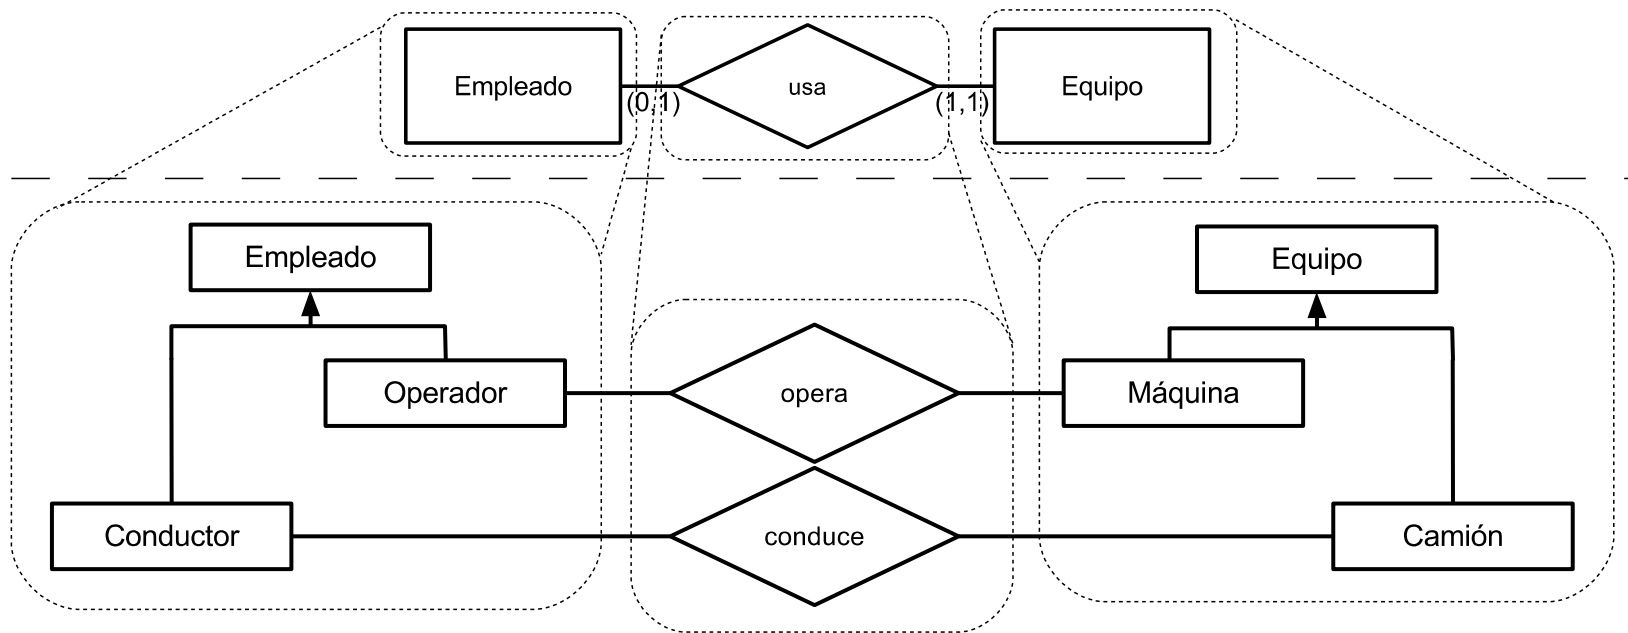 Empleado
usa
Equipo
(0,1)
(1,1)
Empleado
Equipo
Operador
opera
Máquina
Conductor
conduce
Camión